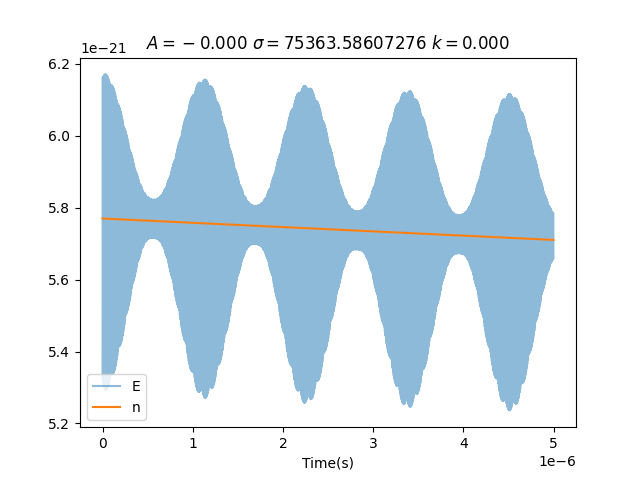 1e−21
A = −0.000 σ = 75363.58607276 k = 0.000
6.2
6.0
5.8
5.6
5.4
5.2
E
n
0 1 2 3 4 5
Time(s)
1e−6